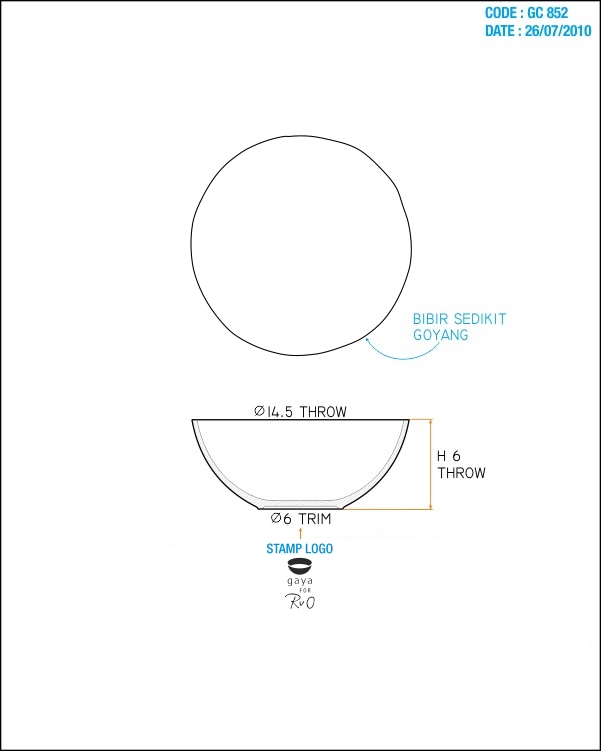 CODE : GC 852
DATE : 26/07/2010
BIBIR SEDIKIT
GOYANG
Ø14.5 THROW
H 6
THROW
Ø6 TRIM
STAMP LOGO
gaya
FOR
RvO